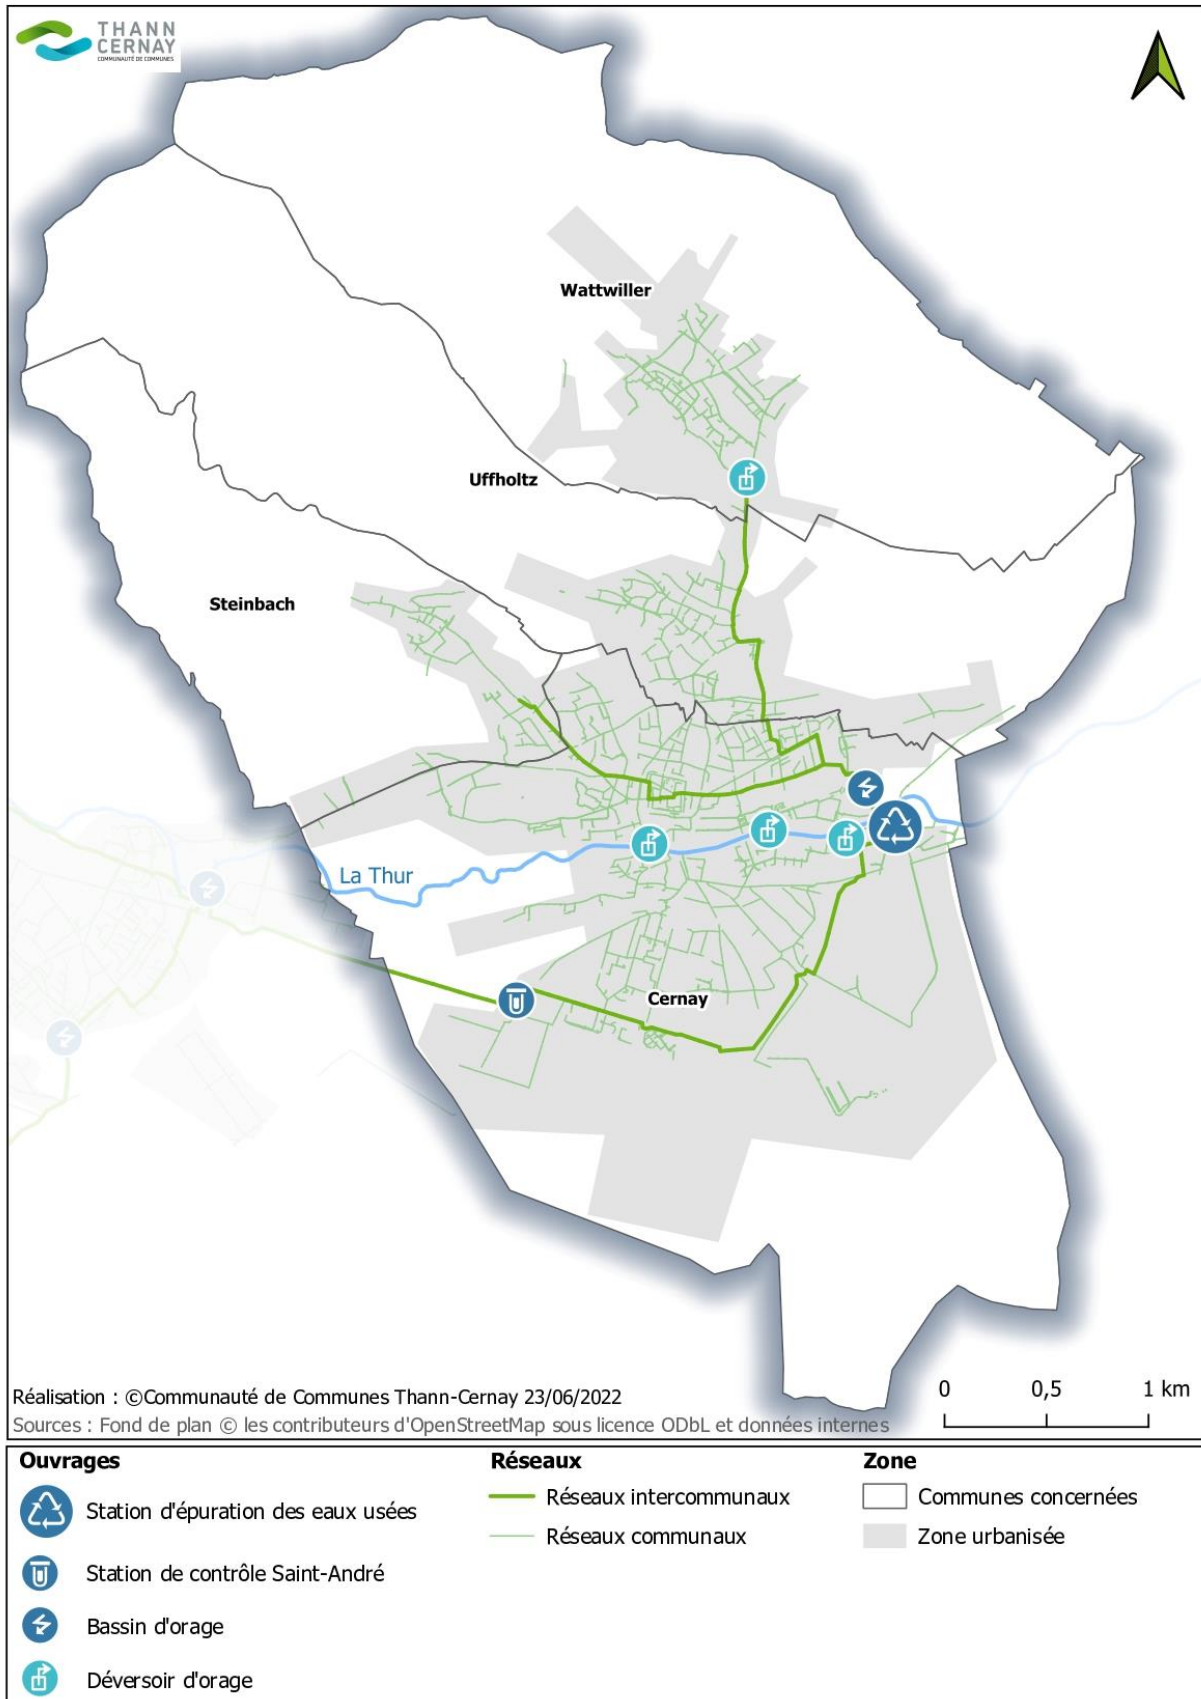 THANN
CERNAY
COMMUNAUTÉ DE COMMUNES
Wattwiller
Uffholtz
Steinbach
La Thur
Cernay
Réalisation : ©Communauté de Communes Thann-Cernay 23/06/2022
Sources : Fond de plan © les contributeurs d'OpenStreetMap sous licence ODbL et données internes
0 0,5 1 km
Ouvrages
Station d'épuration des eaux usées
Station de contrôle Saint-André
Bassin d'orage
Déversoir d'orage
Réseaux
Réseaux intercommunaux
Réseaux communaux
Zone
Communes concernées
Zone urbanisée